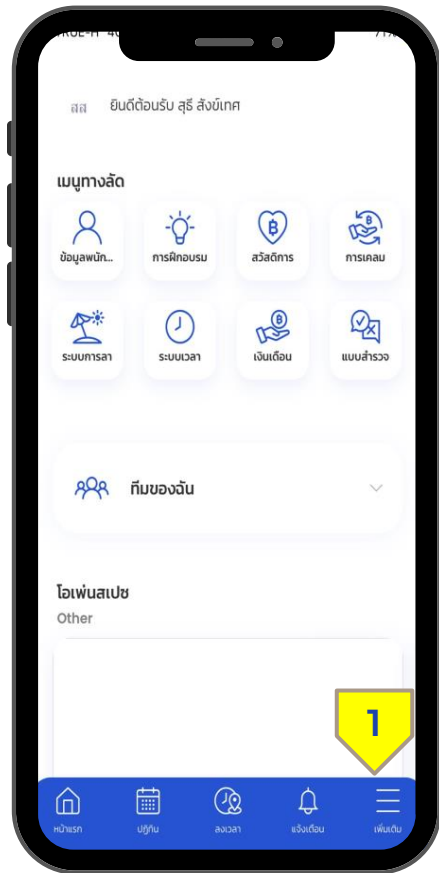 สส ยินดีต้อนรับ สุธี สังข์เทศ
เมนูทางลัด
ข้อมูลพนัก... การฝึกอบรม สวัสดิการ การเคลม
ระบบการลา ระบบเวลา เงินเดือน แบบสำรวจ
ทีมของฉัน
โอเพ่นสเปซ
Other
1
หน้าแรก ปฏิทิน ลงเวลา แจ้งเตือน เพิ่มเติม